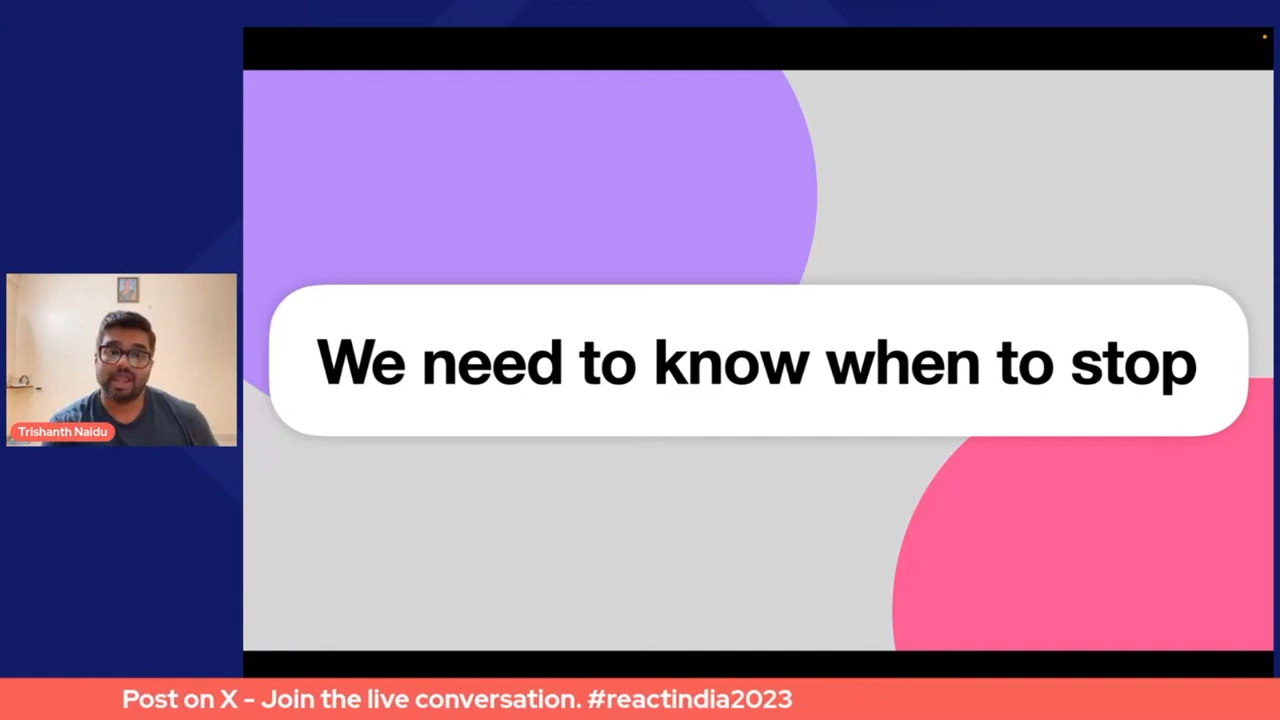 We need to know when to stop
Trishanth Naidu
Post on X - Join the live conversation. #reactindia2023